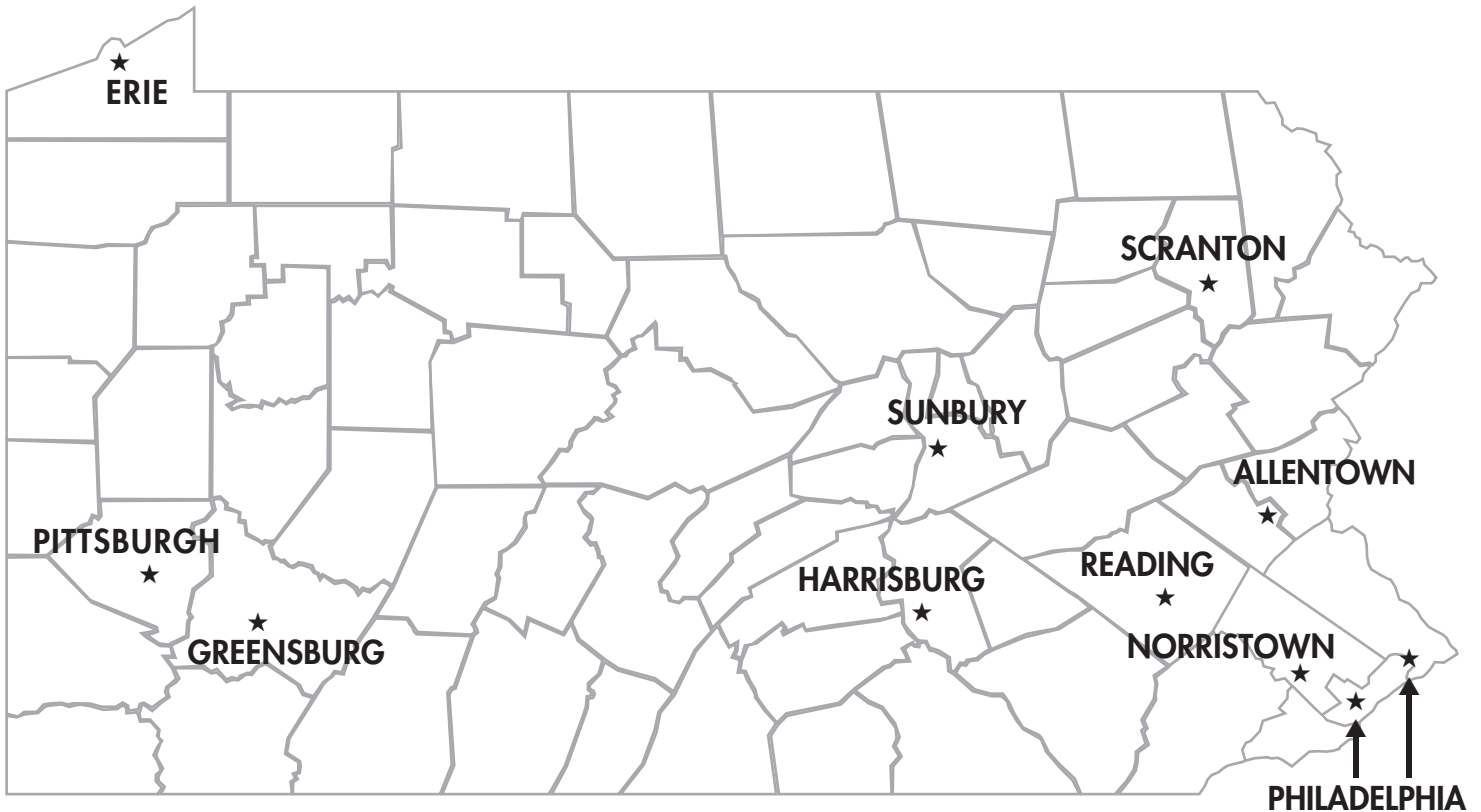 ERIE
SCRANTON
SUNBURY
ALLENTOWN
PITTSBURGH
READING
HARRISBURG
GREENSBURG
NORRISTOWN
PHILADELPHIA